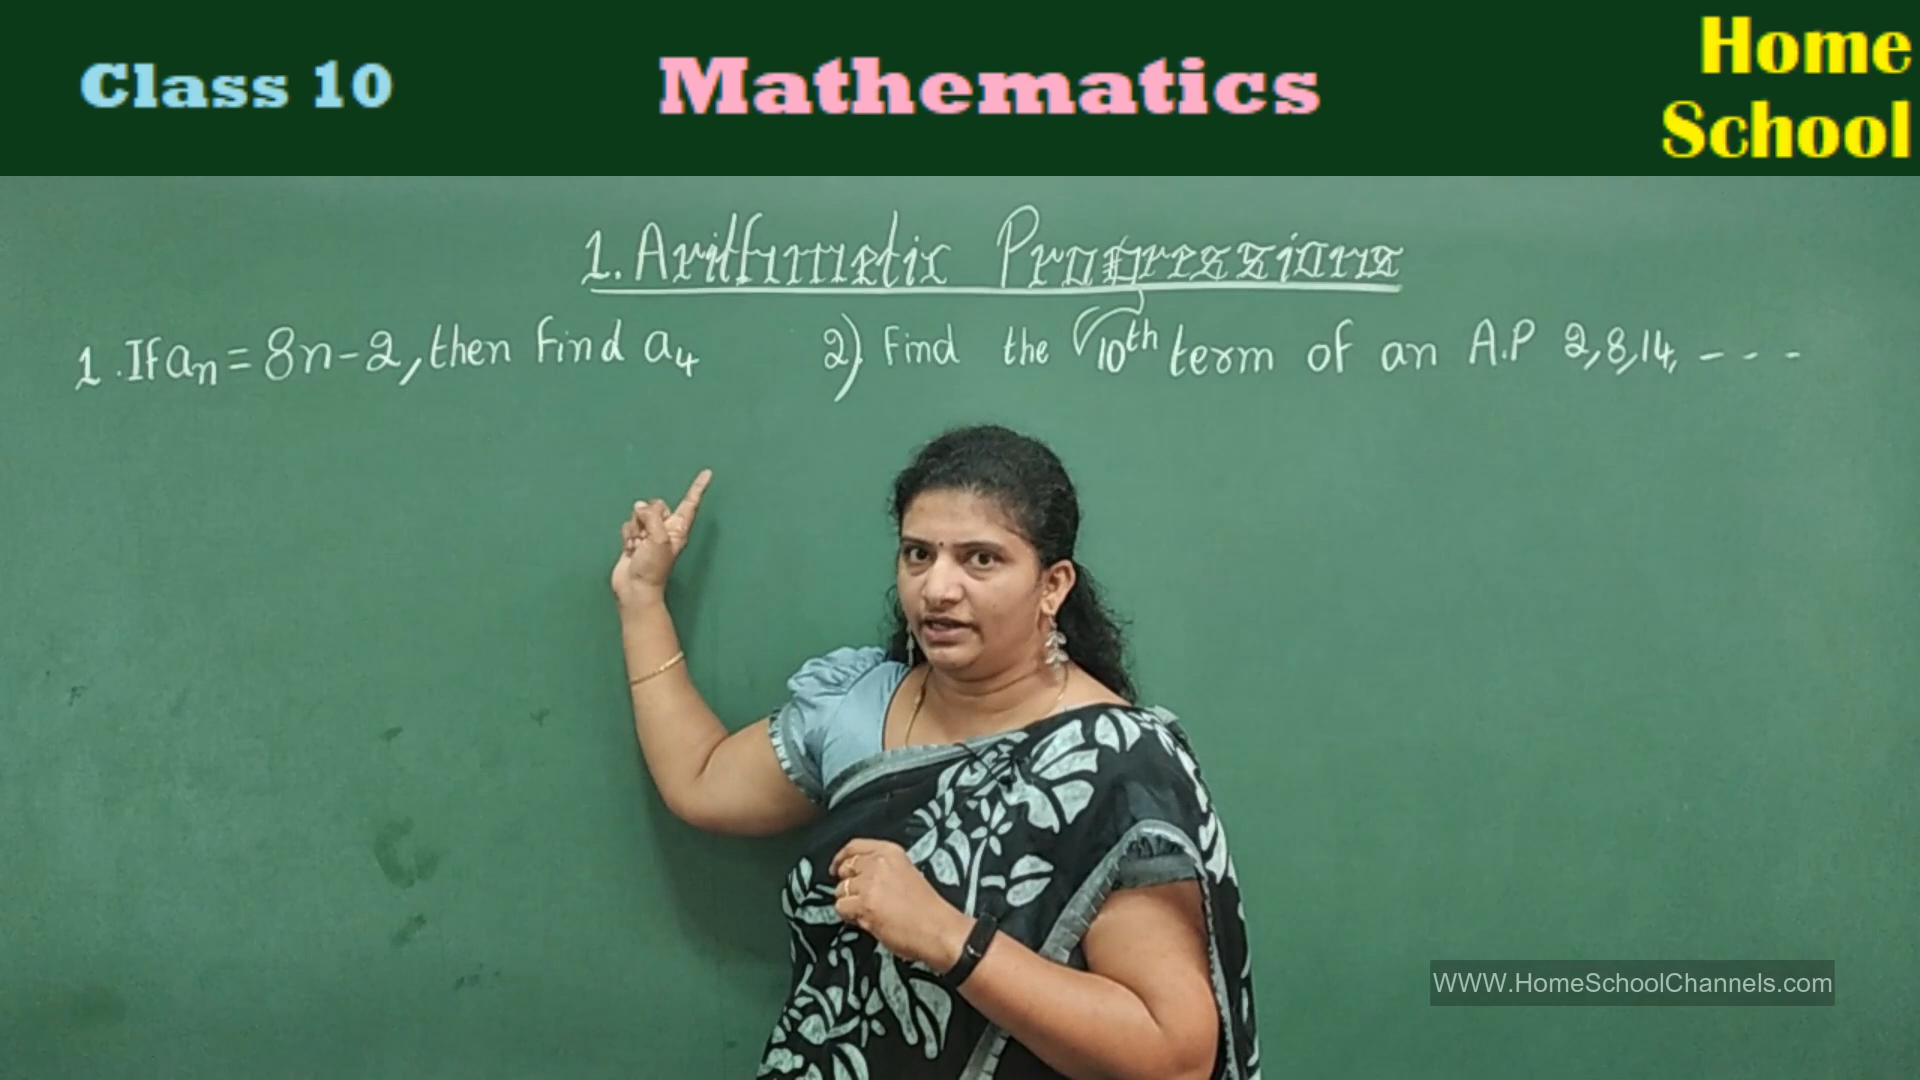 Class 10
Mathematics
Home
School
1. Arithmetic Progressions
1. If aₙ = 8n - 2, then find a₄
2) Find the 10th term of an A.P 2, 8, 14, - - - -
WWW.HomeSchoolChannels.com